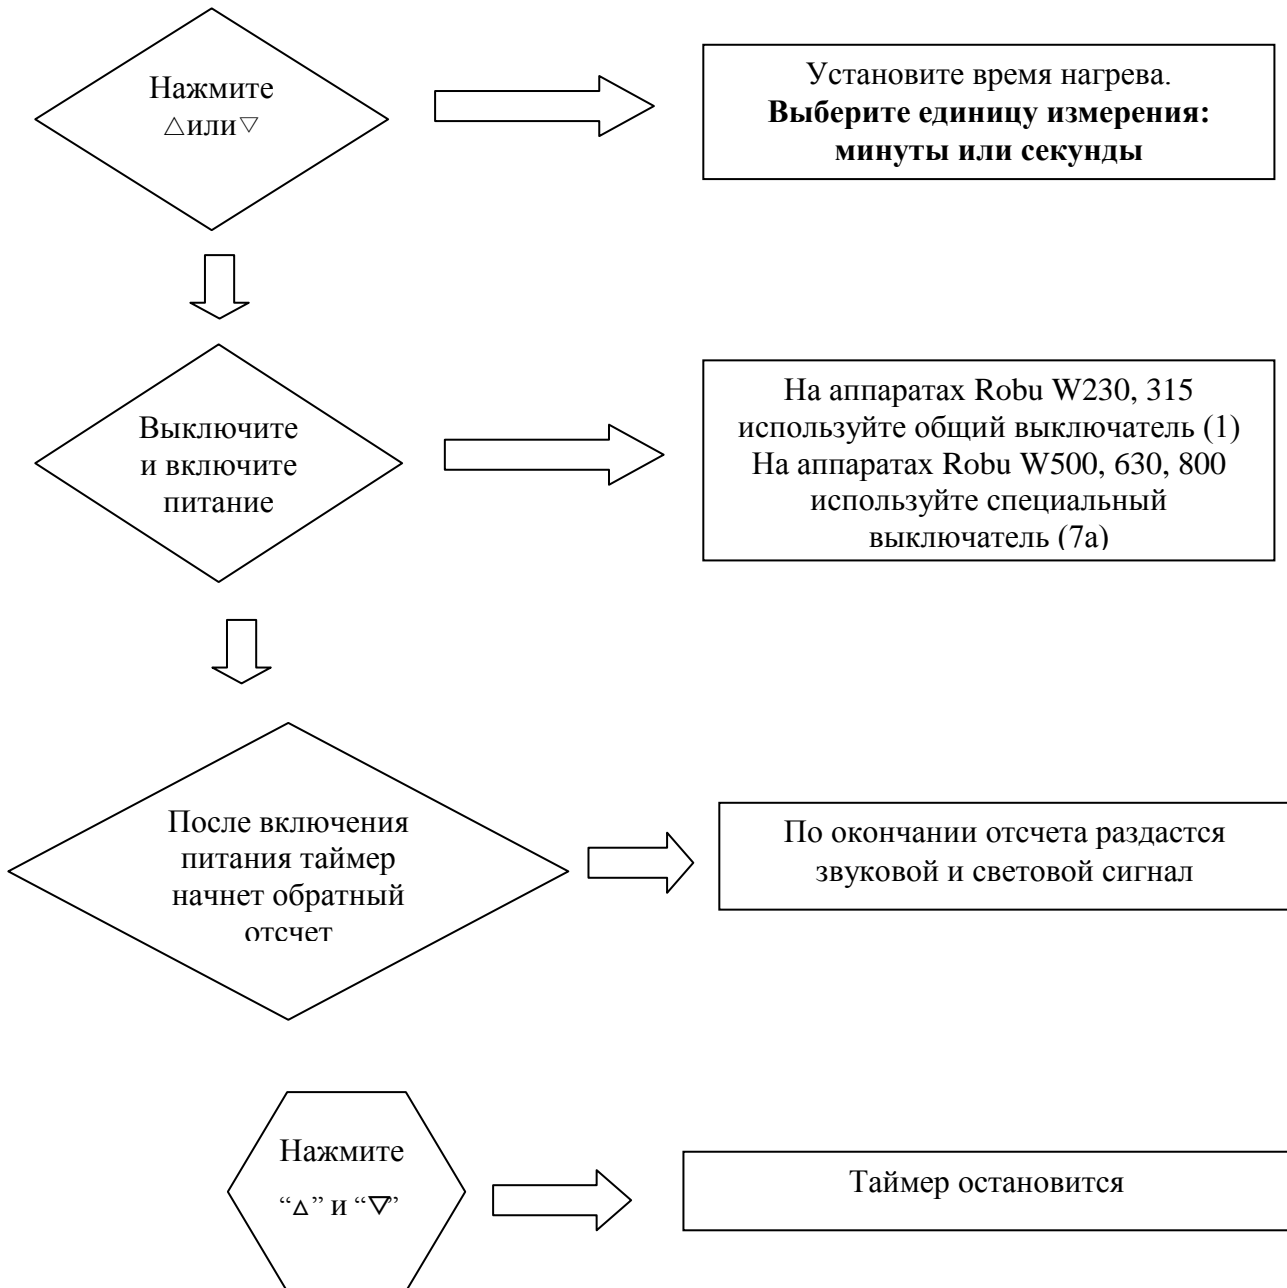 Нажмите
△или▽
Установите время нагрева.
Выберите единицу измерения:
минуты или секунды
Выключите
и включите
питание
На аппаратах Robu W230, 315
используйте общий выключатель (1)
На аппаратах Robu W500, 630, 800
используйте специальный
выключатель (7а)
После включения
питания таймер
начнет обратный
отсчет
По окончании отсчета раздастся
звуковой и световой сигнал
Нажмите
“△” и “▽”
Таймер остановится